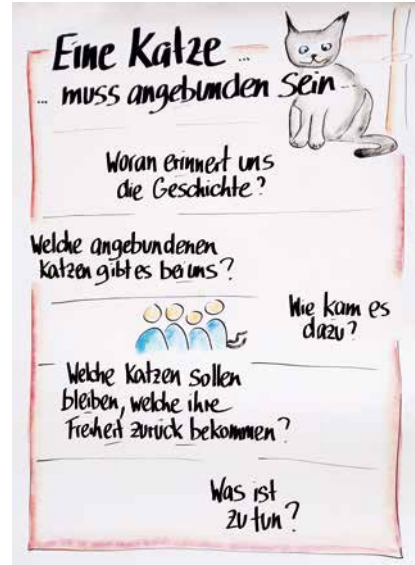 Eine Katze ...
... muss angebunden sein ...
Woran erinnert uns
die Geschichte?
Welche angebundenen
Katzen gibt es bei uns?
Wie kam es
dazu?
Welche Katzen sollen
bleiben, welche ihre
Freiheit zurück bekommen?
Was ist
zu tun?